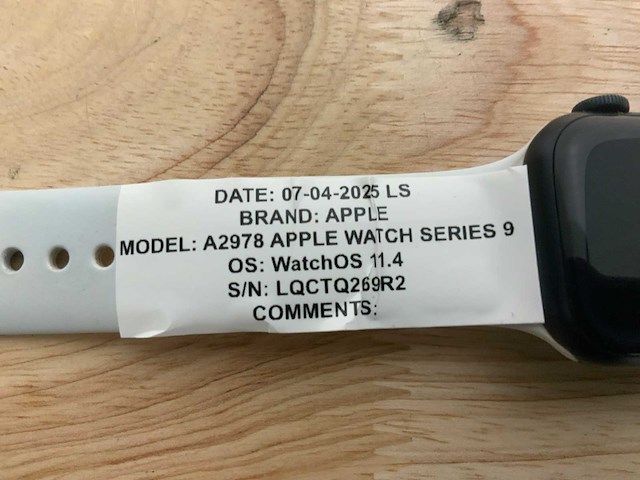 DATE: 07-04-2025 LS
BRAND: APPLE
MODEL: A2978 APPLE WATCH SERIES 9
OS: WatchOS 11.4
S/N: LQCTQ269R2
COMMENTS: